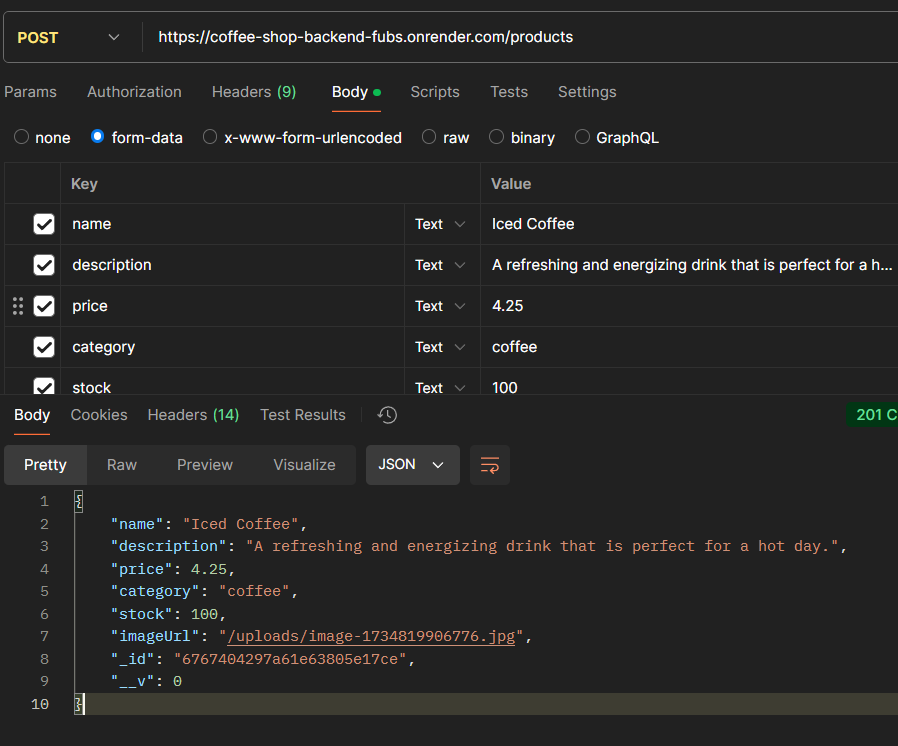 POST https://coffee-shop-backend-fubs.onrender.com/products
Params Authorization Headers (9) Body Scripts Tests Settings
none form-data x-www-form-urlencoded raw binary GraphQL
Key Value
name Text Iced Coffee
description Text A refreshing and energizing drink that is perfect for a h...
price Text 4.25
category Text coffee
stock Text 100
Body Cookies Headers (14) Test Results 201 C
Pretty Raw Preview Visualize JSON
1 {
2 "name": "Iced Coffee",
3 "description": "A refreshing and energizing drink that is perfect for a hot day.",
4 "price": 4.25,
5 "category": "coffee",
6 "stock": 100,
7 "imageUrl": "/uploads/image-1734819906776.jpg",
8 "_id": "6767404297a61e63805e17ce",
9 "__v": 0
10 }